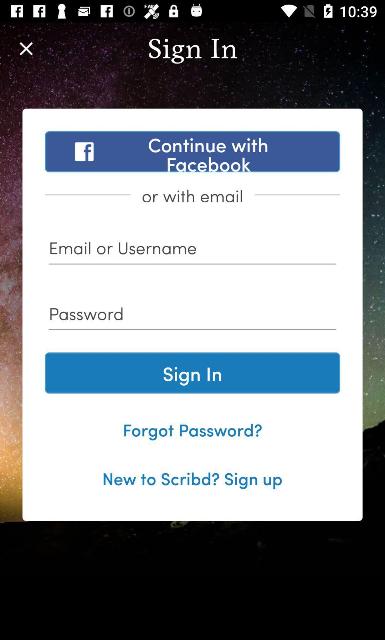 10:39
Sign In
Continue with
Facebook
or with email
Email or Username
Password
Sign In
Forgot Password?
New to Scribd? Sign up